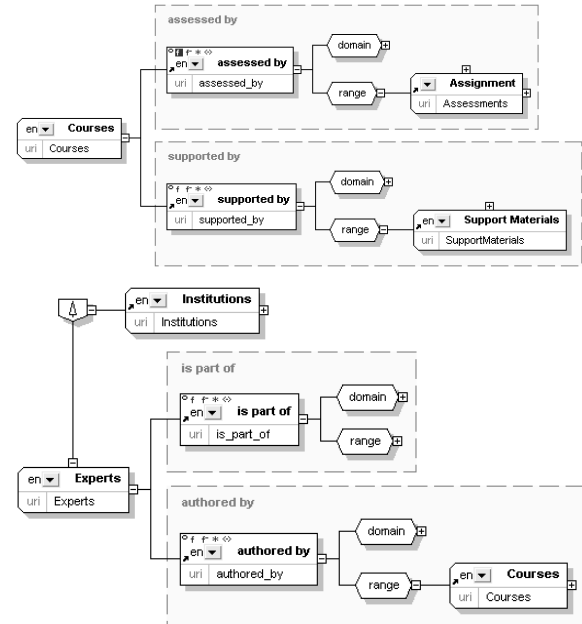 assessed by
en assessed by
uri assessed_by
domain
range
Assignment
uri Assessments
en Courses
uri Courses
supported by
en supported by
uri supported_by
domain
range
en Support Materials
uri SupportMaterials
en Institutions
uri Institutions
is part of
en is part of
uri is_part_of
domain
range
en Experts
uri Experts
authored by
en authored by
uri authored_by
domain
range
en Courses
uri Courses